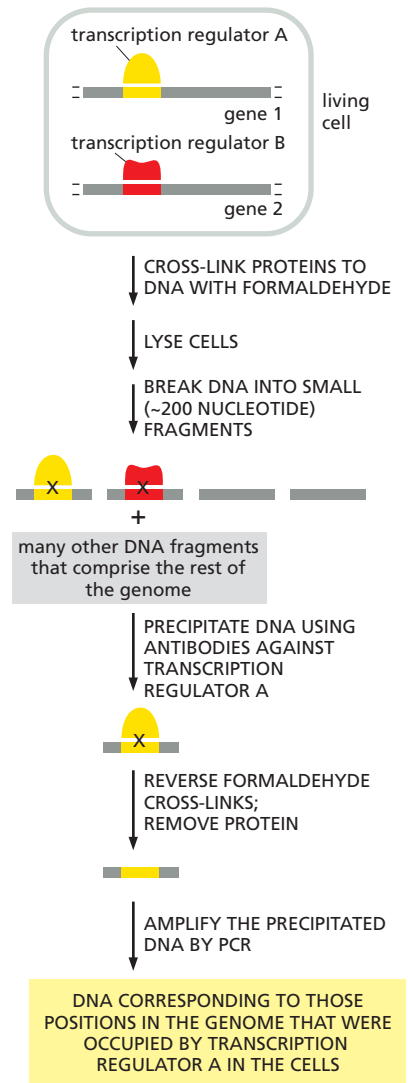 transcription regulator A
gene 1
living
cell
transcription regulator B
gene 2
CROSS-LINK PROTEINS TO
DNA WITH FORMALDEHYDE
LYSE CELLS
BREAK DNA INTO SMALL
(~200 NUCLEOTIDE)
FRAGMENTS
X X
+
many other DNA fragments
that comprise the rest of
the genome
PRECIPITATE DNA USING
ANTIBODIES AGAINST
TRANSCRIPTION
REGULATOR A
X
REVERSE FORMALDEHYDE
CROSS-LINKS;
REMOVE PROTEIN
AMPLIFY THE PRECIPITATED
DNA BY PCR
DNA CORRESPONDING TO THOSE
POSITIONS IN THE GENOME THAT WERE
OCCUPIED BY TRANSCRIPTION
REGULATOR A IN THE CELLS